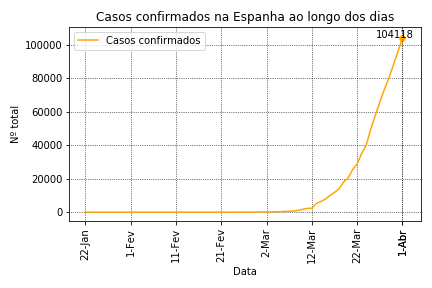 Casos confirmados na Espanha ao longo dos dias
Casos confirmados
104118
100000
80000
60000
40000
20000
0
Nº total
22-Jan
1-Fev
11-Fev
21-Fev
2-Mar
12-Mar
22-Mar
1-Abr
Data